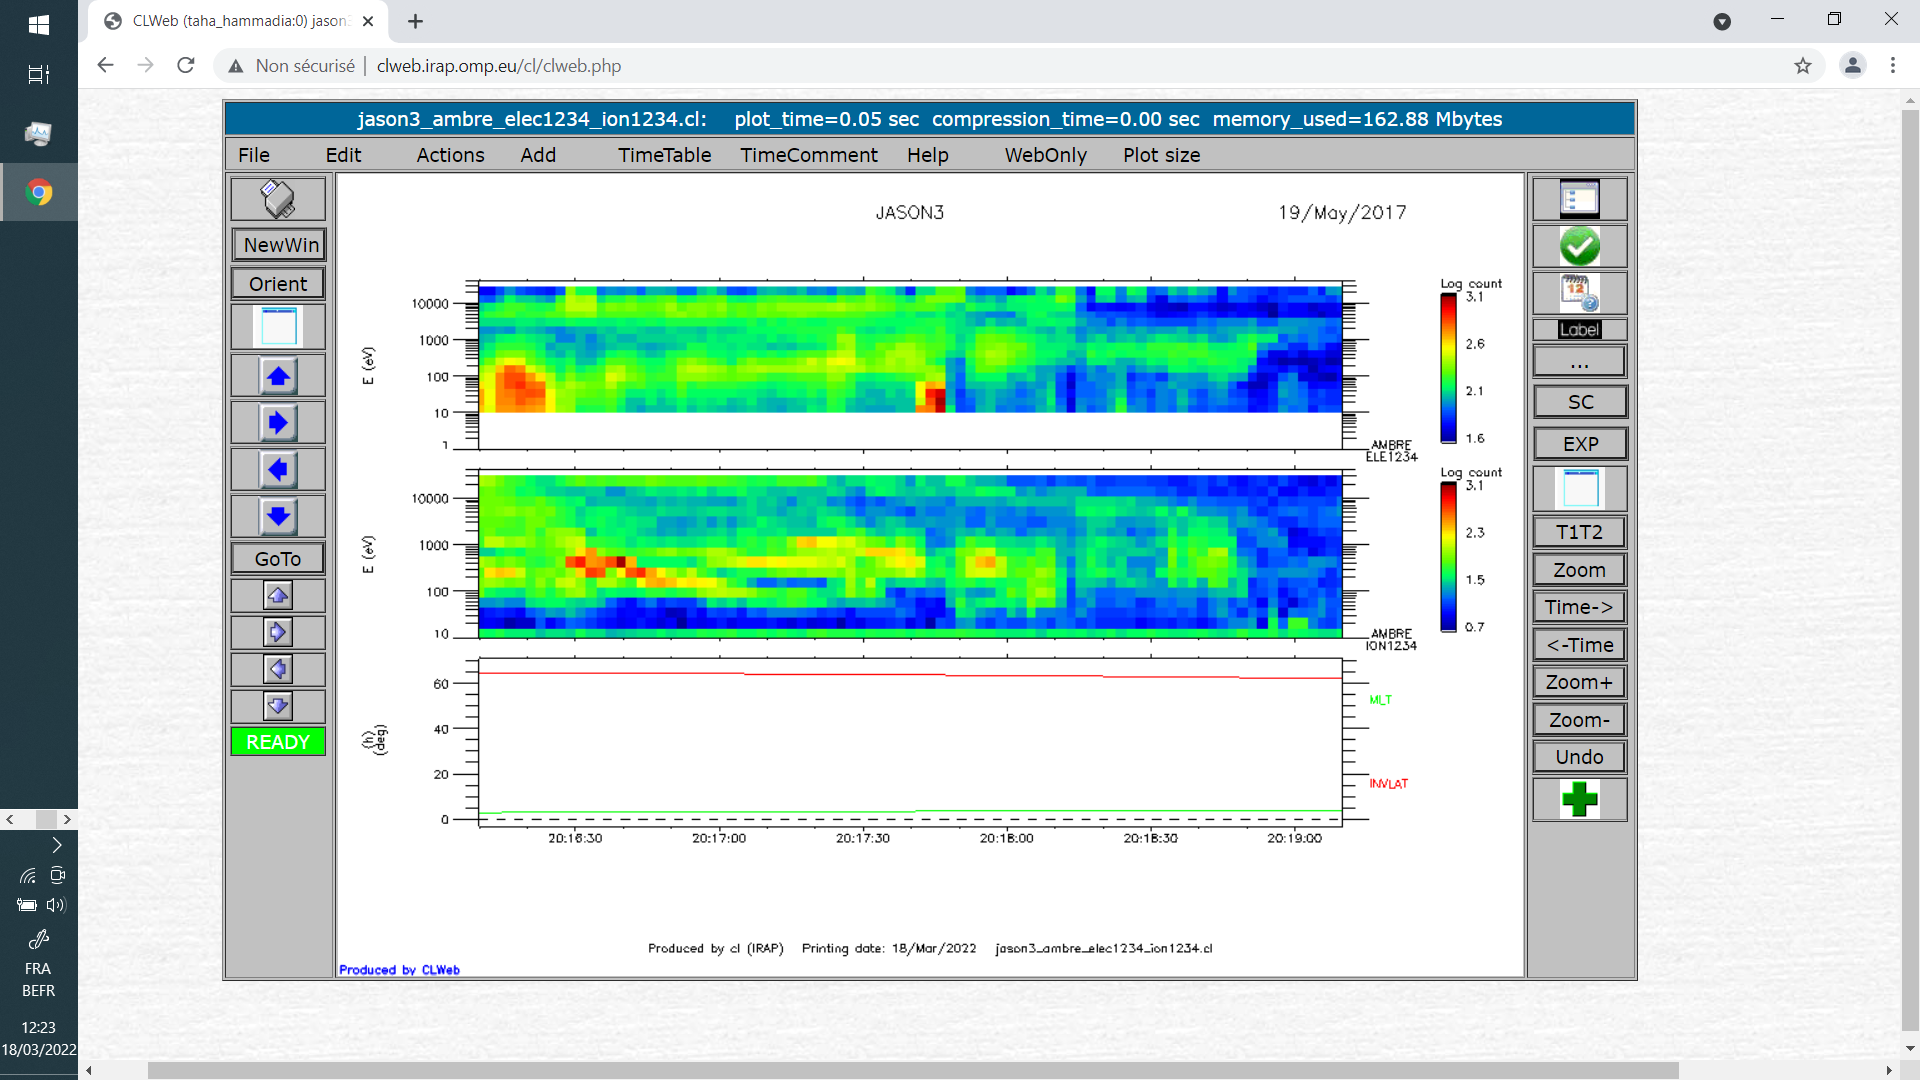 CLWeb (taha_hammadia:0) jason3
Non sécurisé | clweb.irap.omp.eu/cl/clweb.php
jason3_ambre_elec1234_ion1234.cl: plot_time=0.05 sec compression_time=0.00 sec memory_used=162.88 Mbytes
File Edit Actions Add TimeTable TimeComment Help WebOnly Plot size
NewWin
Orient
GoTo
READY
JASON3
19/May/2017
Log count
3.1
2.6
2.1
1.6
10000
1000
100
10
1
E (eV)
AMBRE
ELE1234
Log count
3.1
2.3
1.5
0.7
10000
1000
100
10
E (eV)
AMBRE
ION1234
60
40
20
0
(h)
(deg)
MLT
INVLAT
20:16:30 20:17:00 20:17:30 20:18:00 20:18:30 20:19:00
Produced by cl (IRAP) Printing date: 18/Mar/2022 jason3_ambre_elec1234_ion1234.cl
Produced by CLWeb
12
Label
...
SC
EXP
T1T2
Zoom
Time->
<-Time
Zoom+
Zoom-
Undo
FRA
BEFR
12:23
18/03/2022